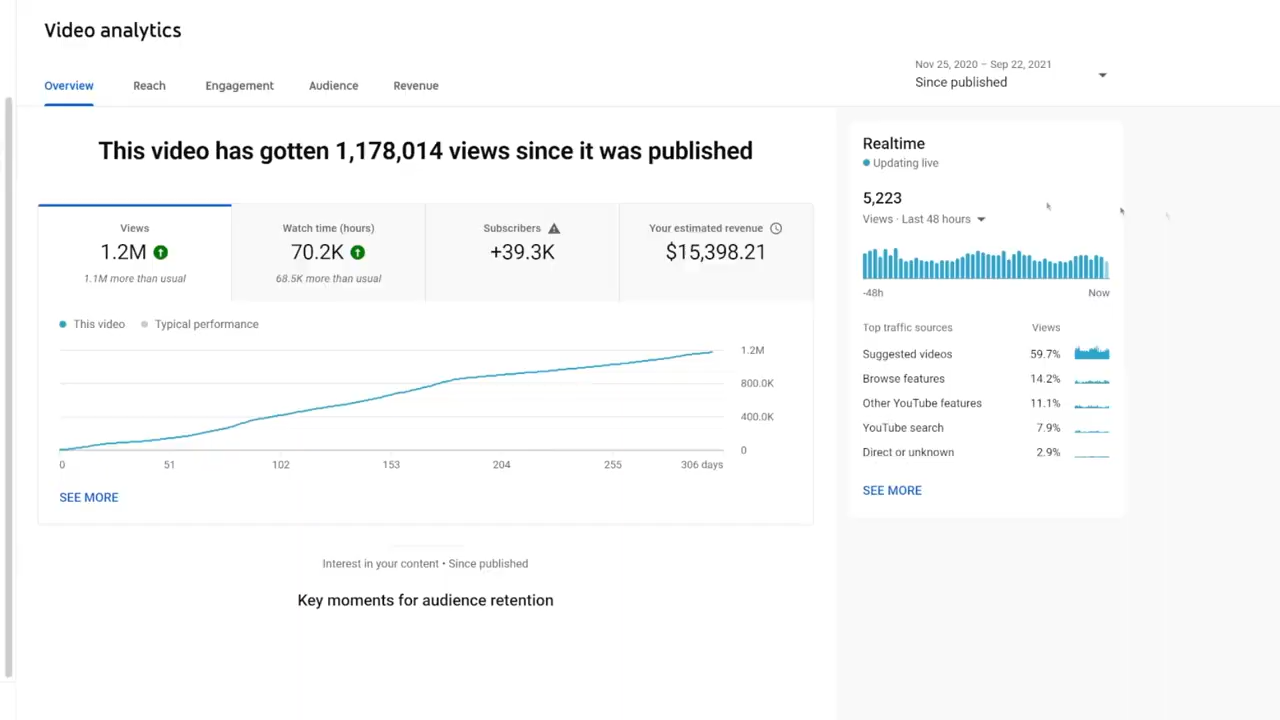 Video analytics
Overview Reach Engagement Audience Revenue
Nov 25, 2020 – Sep 22, 2021
Since published
This video has gotten 1,178,014 views since it was published
Views
1.2M
1.1M more than usual
Watch time (hours)
70.2K
68.5K more than usual
Subscribers
+39.3K
Your estimated revenue
$15,398.21
This video Typical performance
1.2M
800.0K
400.0K
0
0 51 102 153 204 255 306 days
SEE MORE
Interest in your content • Since published
Key moments for audience retention
Realtime
Updating live
5,223
Views · Last 48 hours
-48h Now
Top traffic sources Views
Suggested videos 59.7%
Browse features 14.2%
Other YouTube features 11.1%
YouTube search 7.9%
Direct or unknown 2.9%
SEE MORE